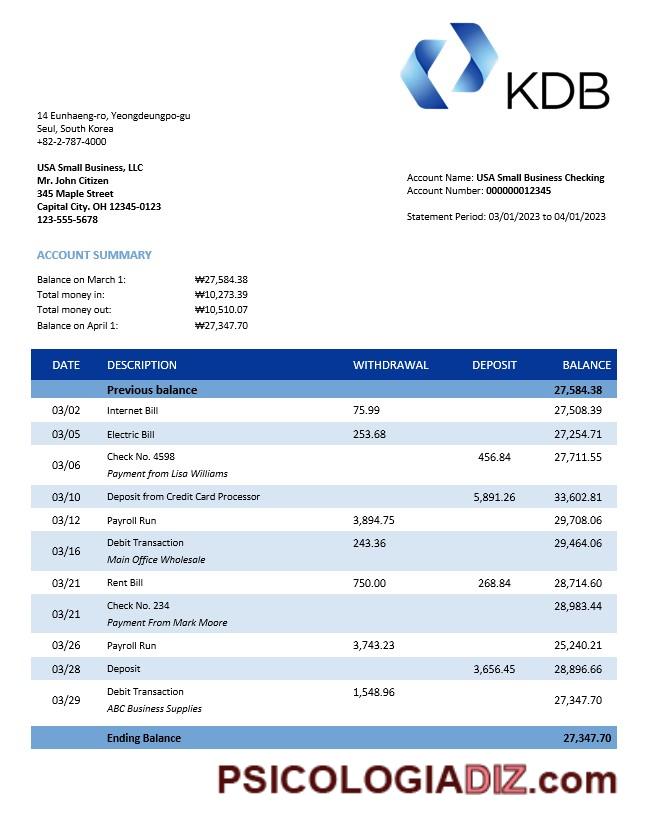 KDB
14 Eunhaeng-ro, Yeongdeungpo-gu
Seul, South Korea
+82-2-787-4000
USA Small Business, LLC
Mr. John Citizen
345 Maple Street
Capital City. OH 12345-0123
123-555-5678
Account Name: USA Small Business Checking
Account Number: 000000012345
Statement Period: 03/01/2023 to 04/01/2023
ACCOUNT SUMMARY
Balance on March 1: ₩27,584.38
Total money in: ₩10,273.39
Total money out: ₩10,510.07
Balance on April 1: ₩27,347.70
DATE DESCRIPTION WITHDRAWAL DEPOSIT BALANCE
Previous balance 27,584.38
03/02 Internet Bill 75.99 27,508.39
03/05 Electric Bill 253.68 27,254.71
03/06 Check No. 4598 456.84 27,711.55
Payment from Lisa Williams
03/10 Deposit from Credit Card Processor 5,891.26 33,602.81
03/12 Payroll Run 3,894.75 29,708.06
03/16 Debit Transaction 243.36 29,464.06
Main Office Wholesale
03/21 Rent Bill 750.00 268.84 28,714.60
03/21 Check No. 234 28,983.44
Payment From Mark Moore
03/26 Payroll Run 3,743.23 25,240.21
03/28 Deposit 3,656.45 28,896.66
03/29 Debit Transaction 1,548.96 27,347.70
ABC Business Supplies
Ending Balance 27,347.70
PSICOLOGIADIZ.com